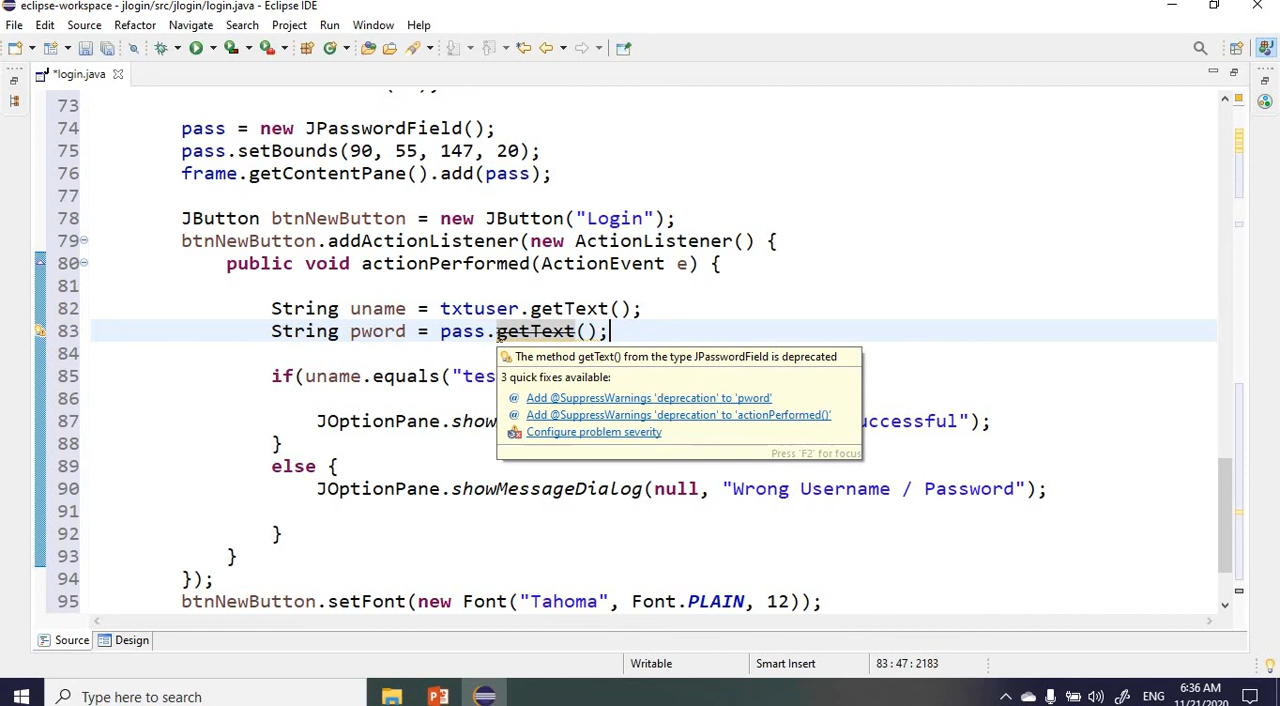 eclipse-workspace - jlogin/src/jlogin/login.java - Eclipse IDE
File Edit Source Refactor Navigate Search Project Run Window Help
*login.java
73
74 pass = new JPasswordField();
75 pass.setBounds(90, 55, 147, 20);
76 frame.getContentPane().add(pass);
77
78 JButton btnNewButton = new JButton("Login");
79 btnNewButton.addActionListener(new ActionListener() {
80 public void actionPerformed(ActionEvent e) {
81
82 String uname = txtuser.getText();
83 String pword = pass.getText();
The method getText() from the type JPasswordField is deprecated
3 quick fixes available:
Add @SuppressWarnings 'deprecation' to 'pword'
Add @SuppressWarnings 'deprecation' to 'actionPerformed()'
Configure problem severity
Press 'F2' for focus
84
85 if(uname.equals("tes
86
87 JOptionPane.show uccessful");
88 }
89 else {
90 JOptionPane.showMessageDialog(null, "Wrong Username / Password");
91
92 }
93 }
94 });
95 btnNewButton.setFont(new Font("Tahoma", Font.PLAIN, 12));
Source Design
Writable Smart Insert 83 : 47 : 2183
Type here to search
P
ENG
6:36 AM
11/21/2020